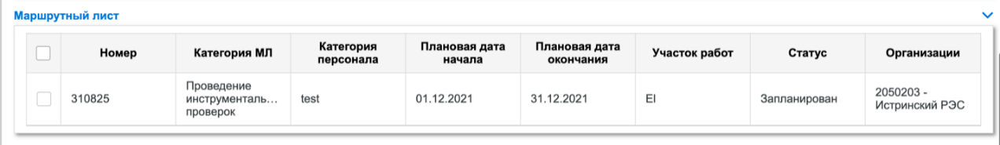 Маршрутный лист
Номер
Категория МЛ
Категория
персонала
Плановая дата
начала
Плановая дата
окончания
Участок работ
Статус
Организации
310825
Проведение
инструменталь...
проверок
test
01.12.2021
31.12.2021
EI
Запланирован
2050203 -
Истринский РЭС